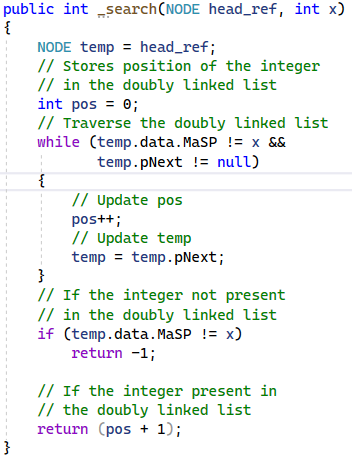 public int _search(NODE head_ref, int x)
{
    NODE temp = head_ref;
    // Stores position of the integer
    // in the doubly linked list
    int pos = 0;
    // Traverse the doubly linked list
    while (temp.data.MaSP != x &&
           temp.pNext != null)
    {
        // Update pos
        pos++;
        // Update temp
        temp = temp.pNext;
    }
    // If the integer not present
    // in the doubly linked list
    if (temp.data.MaSP != x)
        return -1;

    // If the integer present in
    // the doubly linked list
    return (pos + 1);
}